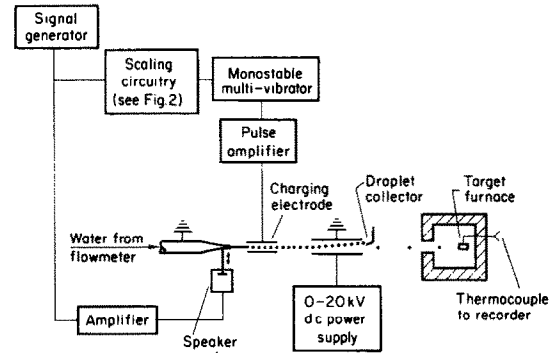 Signal
generator
Scaling
circuitry
(see Fig.2)
Monostable
multi-vibrator
Pulse
amplifier
Charging
electrode
Droplet
collector
Target
furnace
Water from
flowmeter
Amplifier
Speaker
0-20kV
dc power
supply
Thermocouple
to recorder